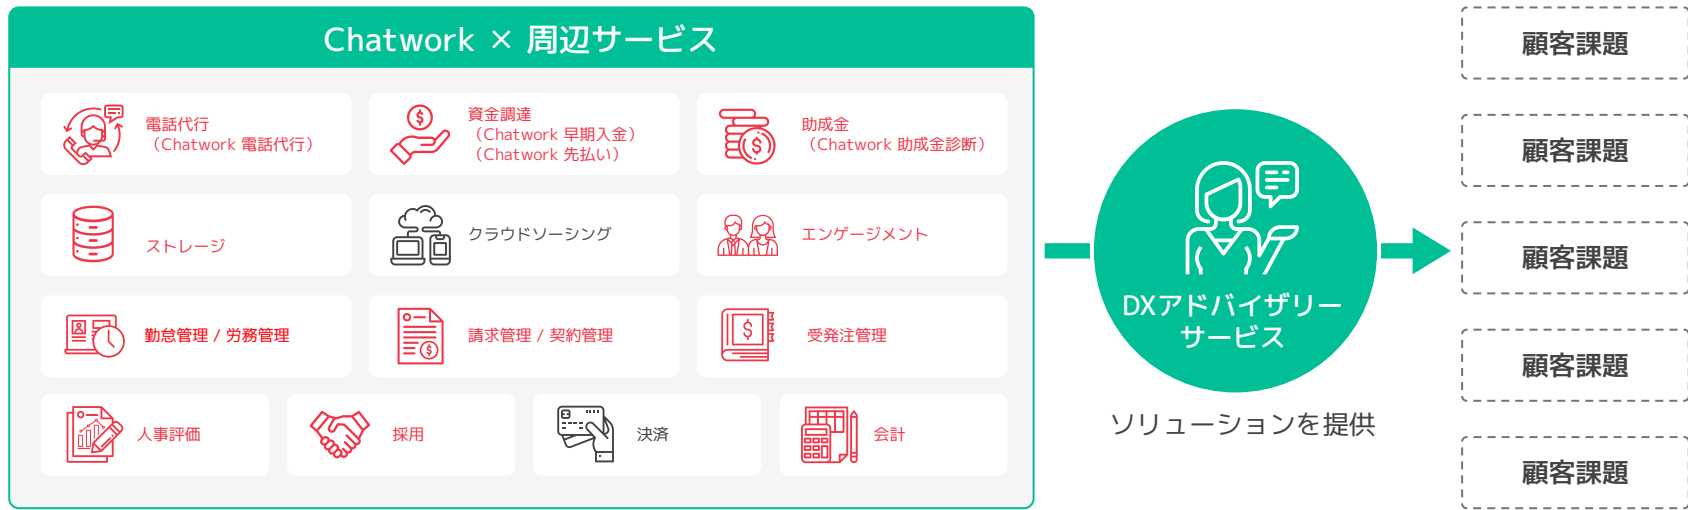 Chatwork × 周辺サービス
電話代行
（Chatwork 電話代行）
資金調達
（Chatwork 早期入金）
（Chatwork 先払い）
助成金
（Chatwork 助成金診断）
ストレージ
クラウドソーシング
エンゲージメント
勤怠管理 / 労務管理
請求管理 / 契約管理
受発注管理
人事評価
採用
決済
会計
DXアドバイザリー
サービス
ソリューションを提供
顧客課題
顧客課題
顧客課題
顧客課題
顧客課題